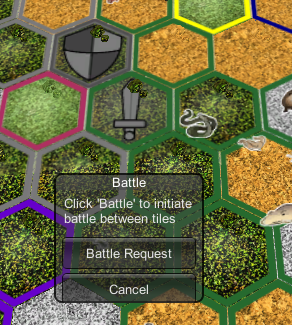 Battle
Click 'Battle' to initiate
battle between tiles
Battle Request
Cancel